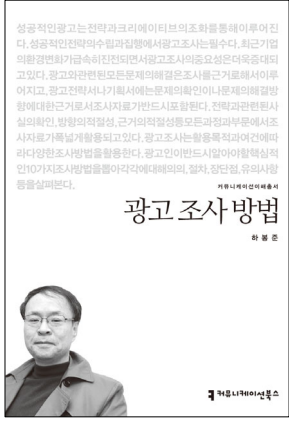 성공적인광고는전략과크리에이티브의조화를통해이루어진
다.성공적인전략의수립과집행에서광고조사는필수다.최근기업
의환경변화가급속히진전되면서광고조사의중요성은더욱증대되
고있다.광고와관련된모든문제의해결은조사를근거로해서이루
어지고,광고전략서나기획서에는문제의확인이나문제의해결방
향에대한근거로서조사자료가반드시포함된다.전략과관련된사
실의확인,방향의적절성,근거의적절성등모든과정과부문에서조
사자료가폭넓게활용되고있다.광고조사는활용목적과여건에따
라다양한조사방법을활용한다.광고인이반드시알아야할핵심적
인10가지조사방법을뽑아각각에대해의의,절차,장단점,유의사항
등을살펴본다.
커뮤니케이션이해총서
광고 조사 방법
하봉준
커뮤니케이션북스